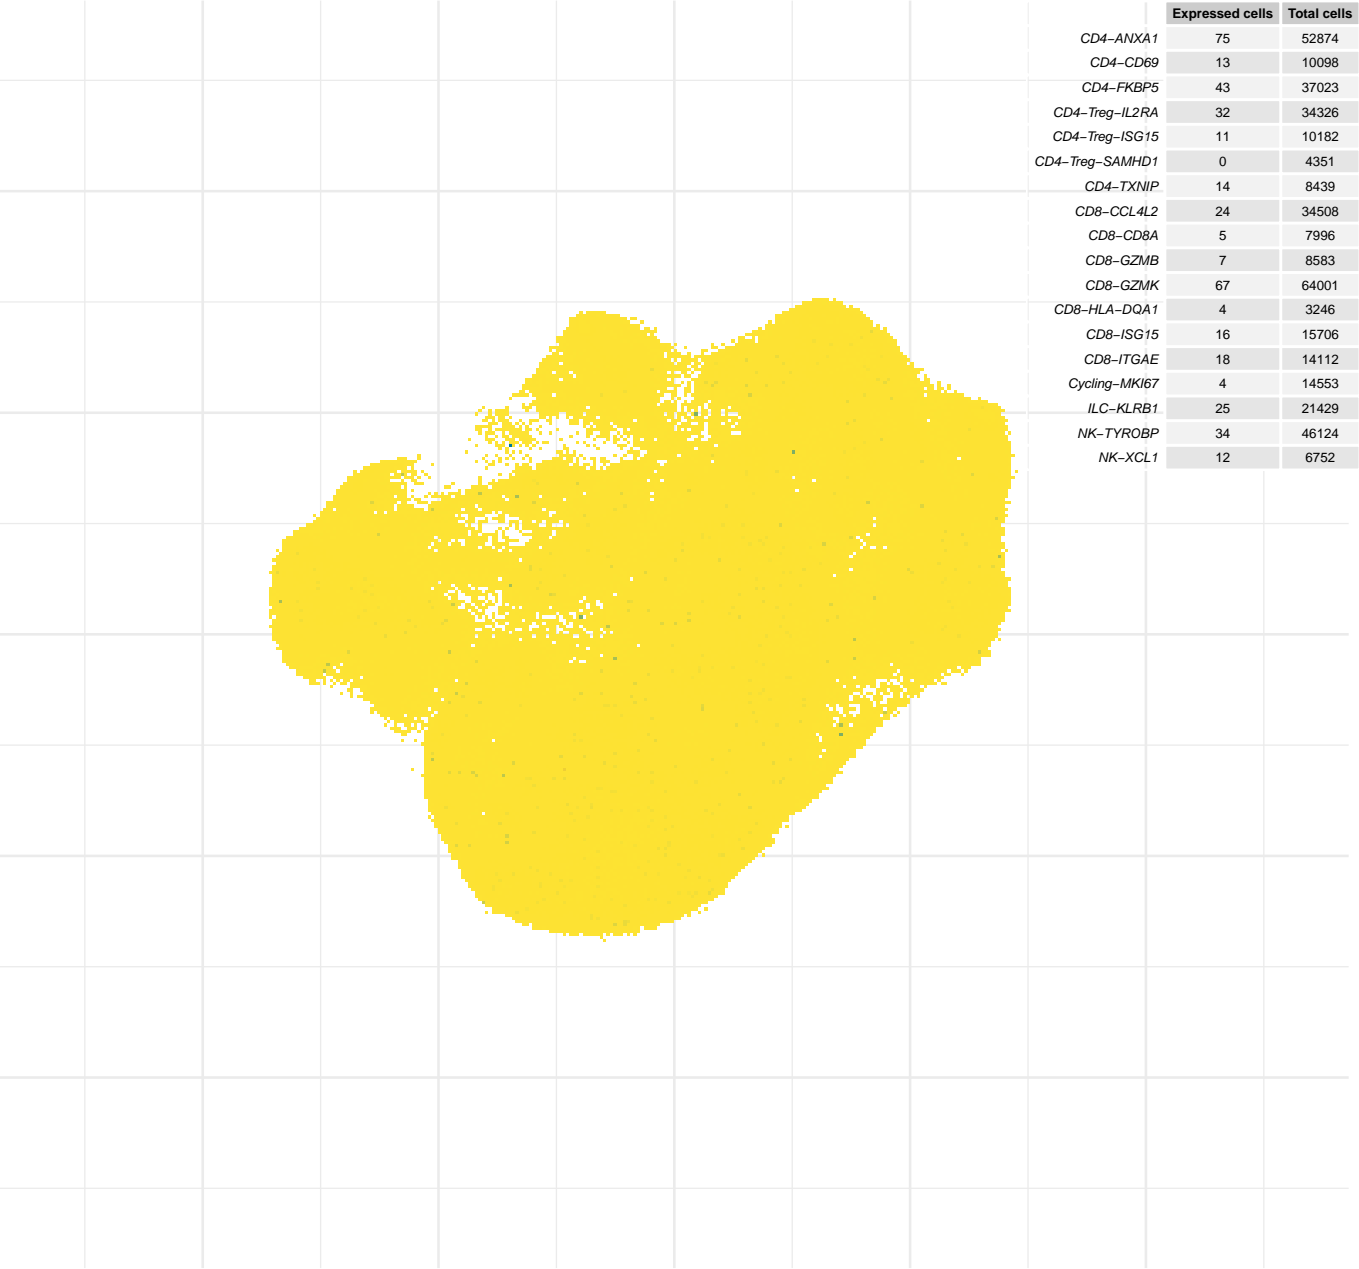 Expressed cells Total cells
CD4−ANXA1 75 52874
CD4−CD69 13 10098
CD4−FKBP5 43 37023
CD4−Treg−IL2RA 32 34326
CD4−Treg−ISG15 11 10182
CD4−Treg−SAMHD1 0 4351
CD4−TXNIP 14 8439
CD8−CCL4L2 24 34508
CD8−CD8A 5 7996
CD8−GZMB 7 8583
CD8−GZMK 67 64001
CD8−HLA−DQA1 4 3246
CD8−ISG15 16 15706
CD8−ITGAE 18 14112
Cycling−MKI67 4 14553
ILC−KLRB1 25 21429
NK−TYROBP 34 46124
NK−XCL1 12 6752